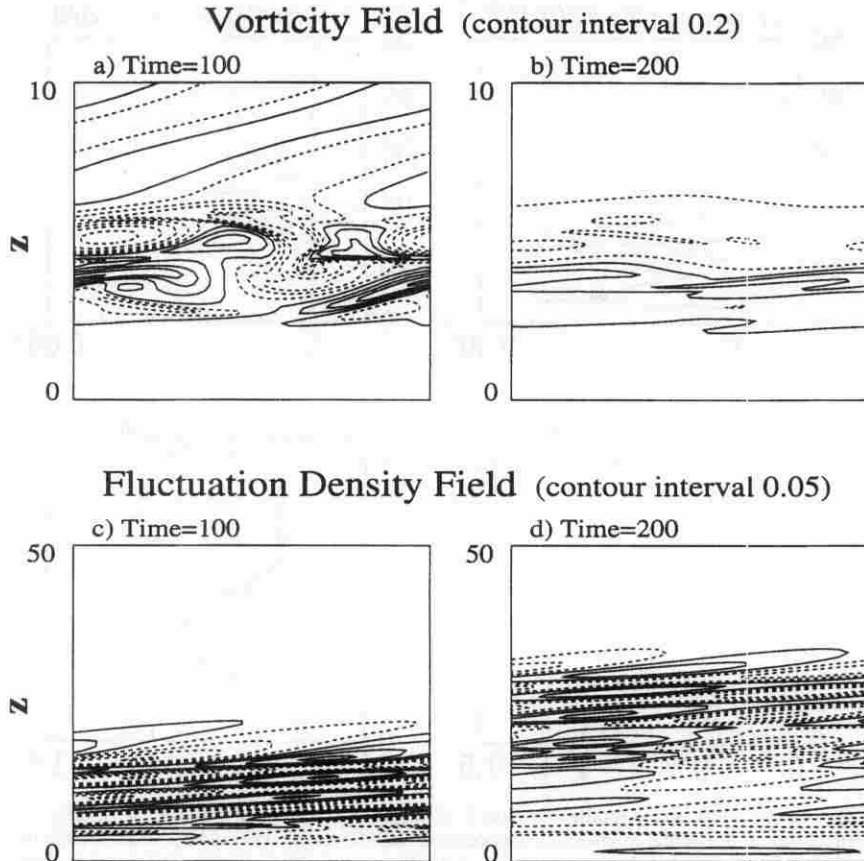 Vorticity Field (contour interval 0.2)
a) Time=100
b) Time=200
10
10
z
0
0
Fluctuation Density Field (contour interval 0.05)
c) Time=100
d) Time=200
50
50
z
0
0